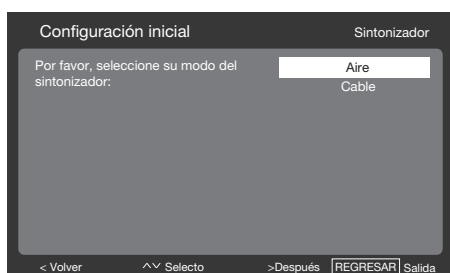 Configuración inicial Sintonizador
Por favor, seleccione su modo del
sintonizador:
Aire
Cable
< Volver ^v Selecto >Después REGRESAR Salida